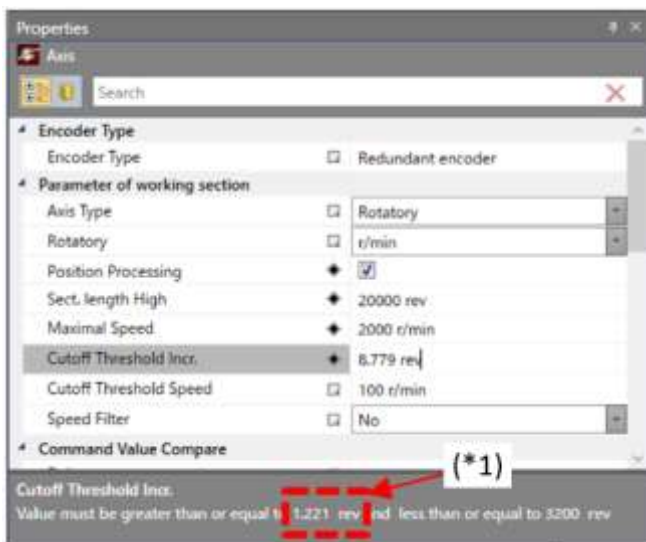 Properties
Axis
Search
Encoder Type
Encoder Type Redundant encoder
Parameter of working section
Axis Type Rotatory
Rotatory r/min
Position Processing
Sect. length High 20000 rev
Maximal Speed 2000 r/min
Cutoff Threshold Incr. 8.779 rev
Cutoff Threshold Speed 100 r/min
Speed Filter No
Command Value Compare
(*1)
Cutoff Threshold Incr.
Value must be greater than or equal to 1.221 rev and less than or equal to 3200 rev